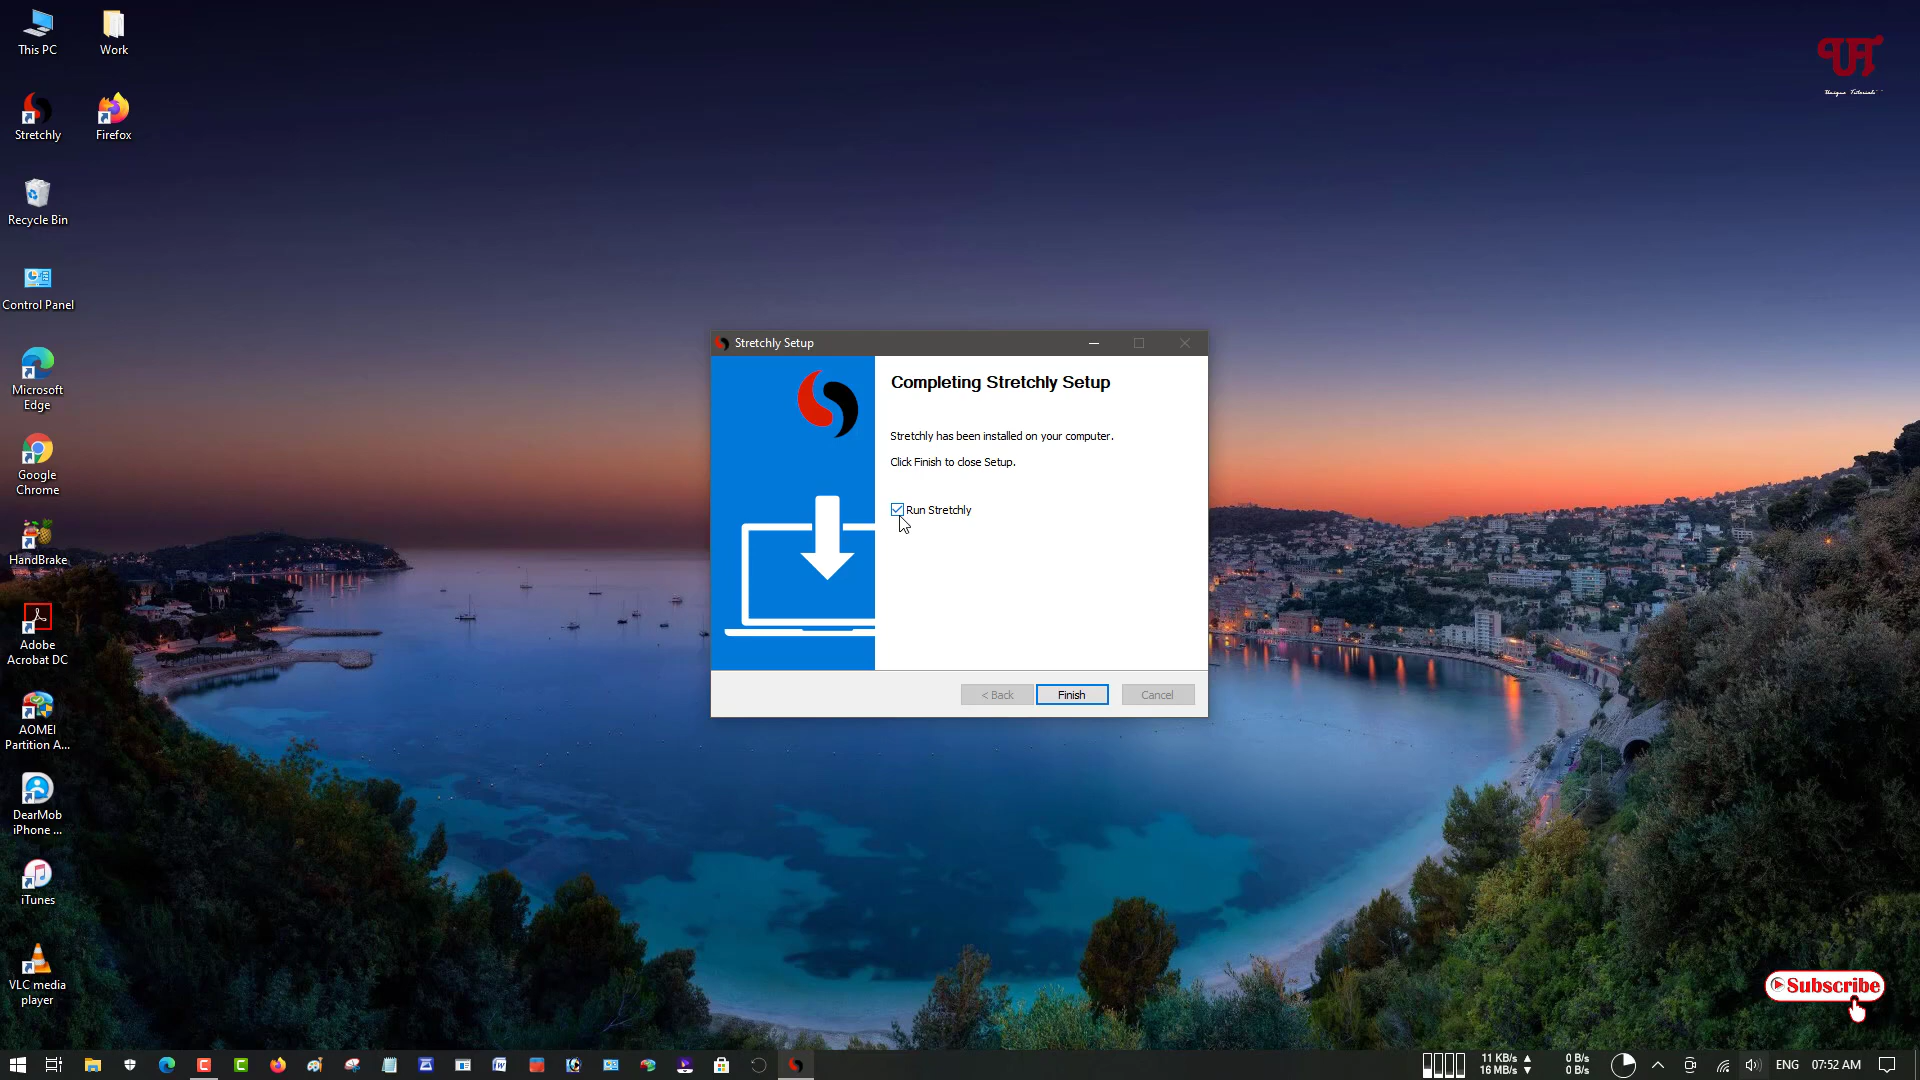 This PC
Work
Stretchly
Firefox
Recycle Bin
Control Panel
Microsoft
Edge
Google
Chrome
HandBrake
Adobe
Acrobat DC
AOMEI
Partition A...
DearMob
iPhone ...
iTunes
VLC media
player
Unique Tutorials
Stretchly Setup
Completing Stretchly Setup
Stretchly has been installed on your computer.
Click Finish to close Setup.
Run Stretchly
< Back
Finish
Cancel
Subscribe
11 KB/s
16 MB/s
0 B/s
0 B/s
ENG
07:52 AM